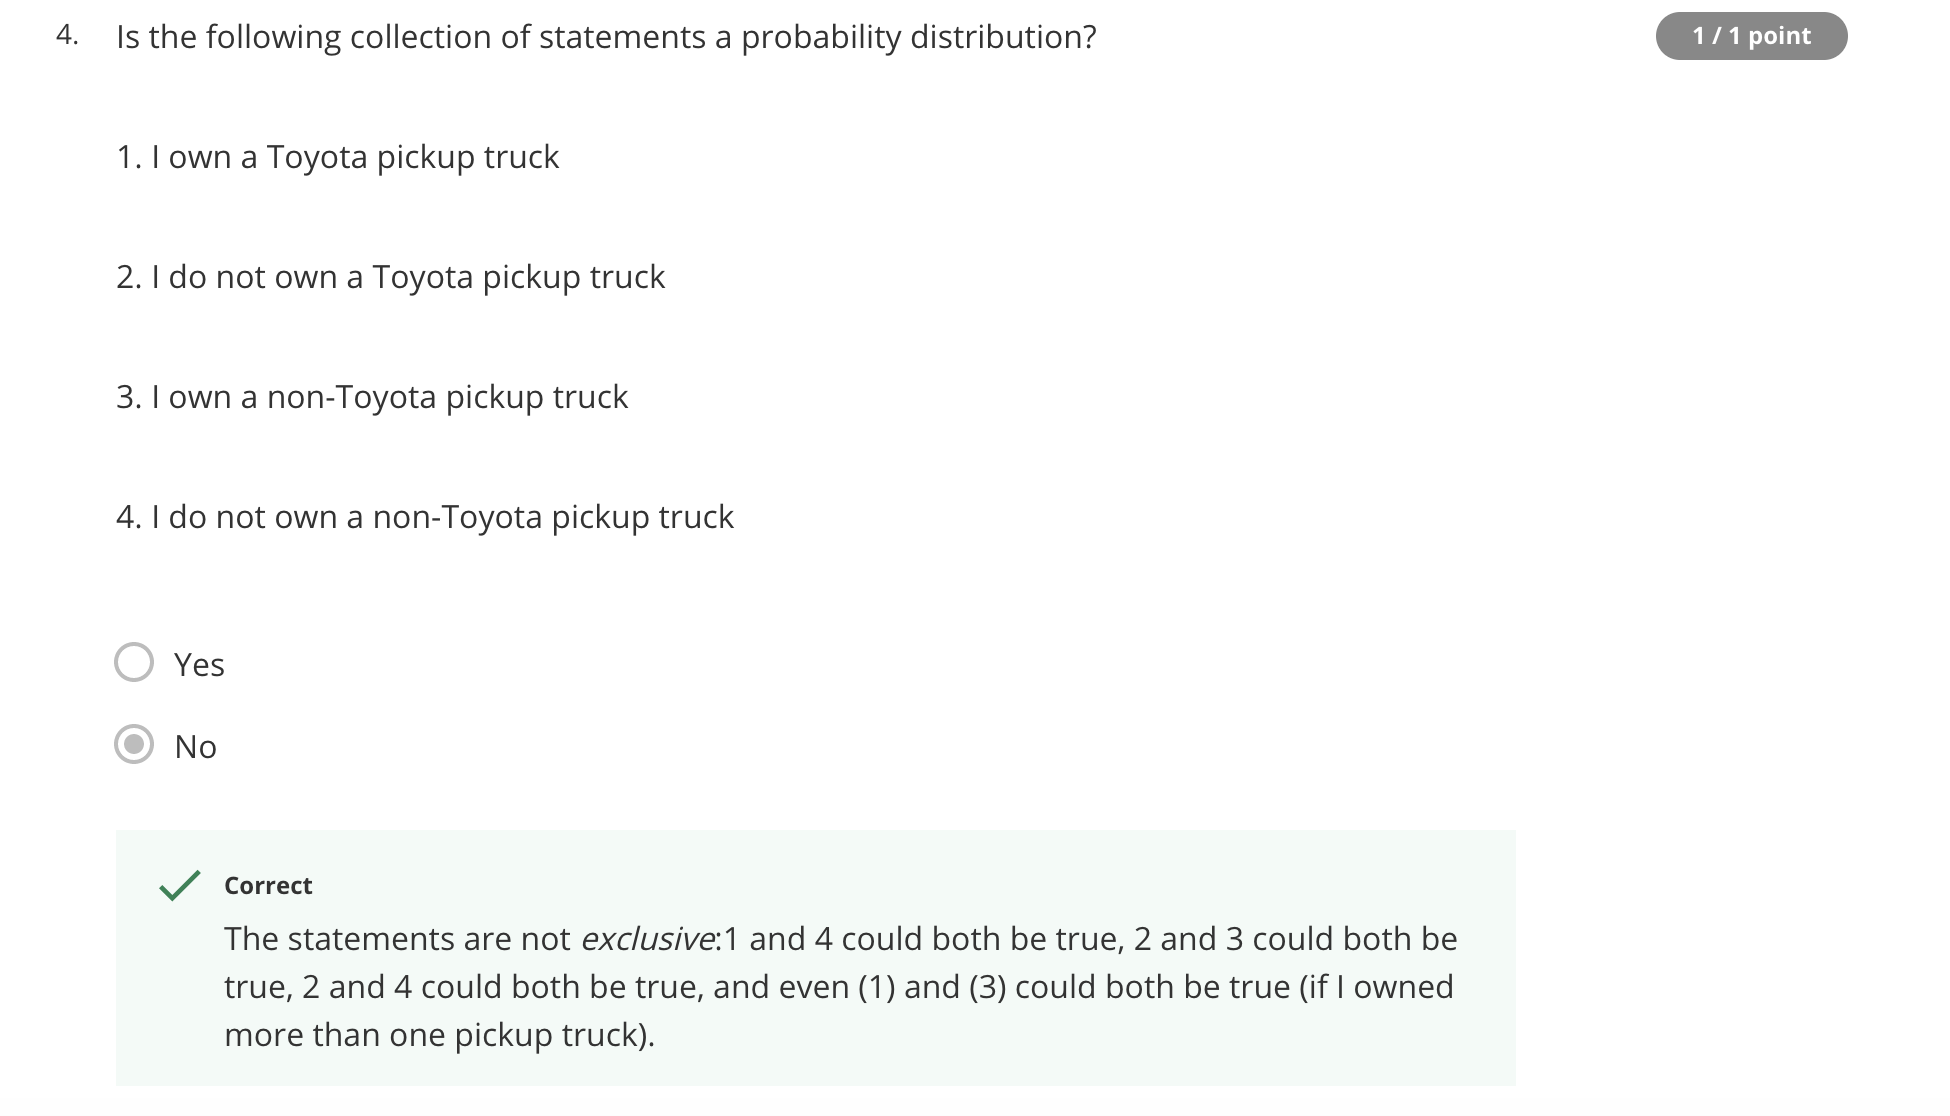 4. Is the following collection of statements a probability distribution?
1 / 1 point
1. I own a Toyota pickup truck
2. I do not own a Toyota pickup truck
3. I own a non-Toyota pickup truck
4. I do not own a non-Toyota pickup truck
Yes
No
Correct
The statements are not exclusive:1 and 4 could both be true, 2 and 3 could both be
true, 2 and 4 could both be true, and even (1) and (3) could both be true (if I owned
more than one pickup truck).